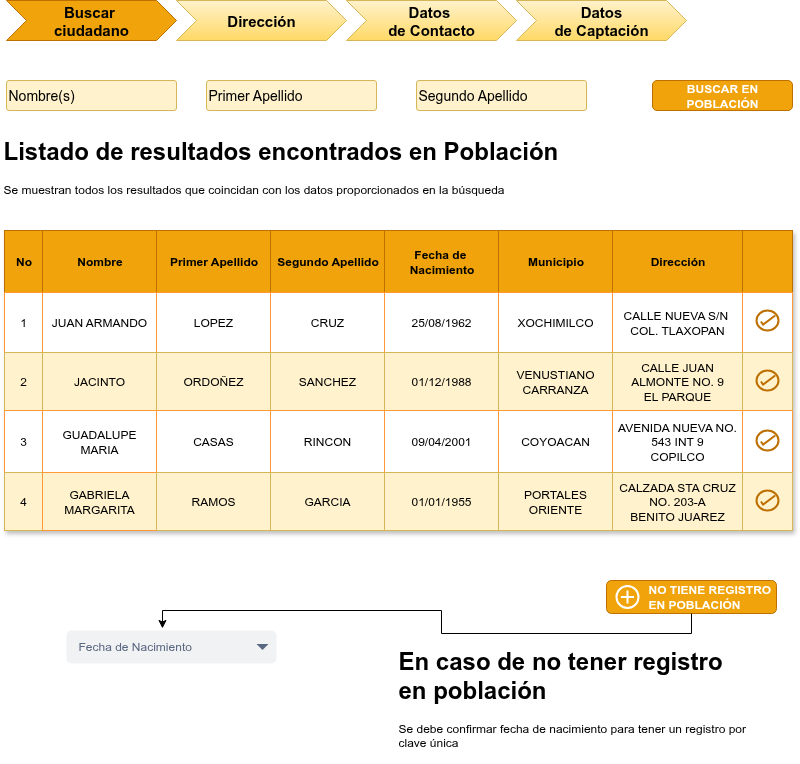 Buscar
ciudadano
Dirección
Datos
de Contacto
Datos
de Captación
Nombre(s)
Primer Apellido
Segundo Apellido
BUSCAR EN
POBLACIÓN
Listado de resultados encontrados en Población
Se muestran todos los resultados que coincidan con los datos proporcionados en la búsqueda
No
Nombre
Primer Apellido
Segundo Apellido
Fecha de
Nacimiento
Municipio
Dirección
1
JUAN ARMANDO
LOPEZ
CRUZ
25/08/1962
XOCHIMILCO
CALLE NUEVA S/N
COL. TLAXOPAN
2
JACINTO
ORDOÑEZ
SANCHEZ
01/12/1988
VENUSTIANO
CARRANZA
CALLE JUAN
ALMONTE NO. 9
EL PARQUE
3
GUADALUPE
MARIA
CASAS
RINCON
09/04/2001
COYOACAN
AVENIDA NUEVA NO.
543 INT 9
COPILCO
4
GABRIELA
MARGARITA
RAMOS
GARCIA
01/01/1955
PORTALES
ORIENTE
CALZADA STA CRUZ
NO. 203-A
BENITO JUAREZ
NO TIENE REGISTRO
EN POBLACIÓN
Fecha de Nacimiento
En caso de no tener registro
en población
Se debe confirmar fecha de nacimiento para tener un registro por
clave única